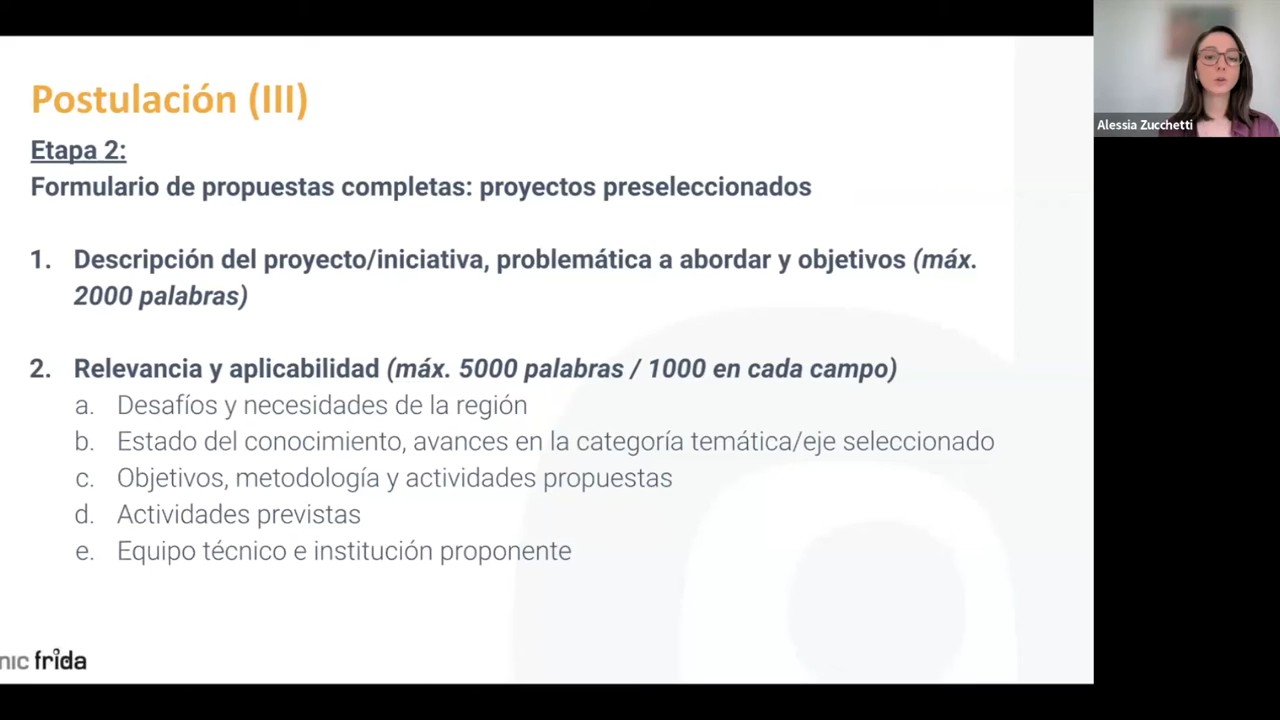 Postulación (III)
Etapa 2:
Formulario de propuestas completas: proyectos preseleccionados
1. Descripción del proyecto/iniciativa, problemática a abordar y objetivos (máx.
2000 palabras)
2. Relevancia y aplicabilidad (máx. 5000 palabras / 1000 en cada campo)
a. Desafíos y necesidades de la región
b. Estado del conocimiento, avances en la categoría temática/eje seleccionado
c. Objetivos, metodología y actividades propuestas
d. Actividades previstas
e. Equipo técnico e institución proponente
nic frida
Alessia Zucchetti